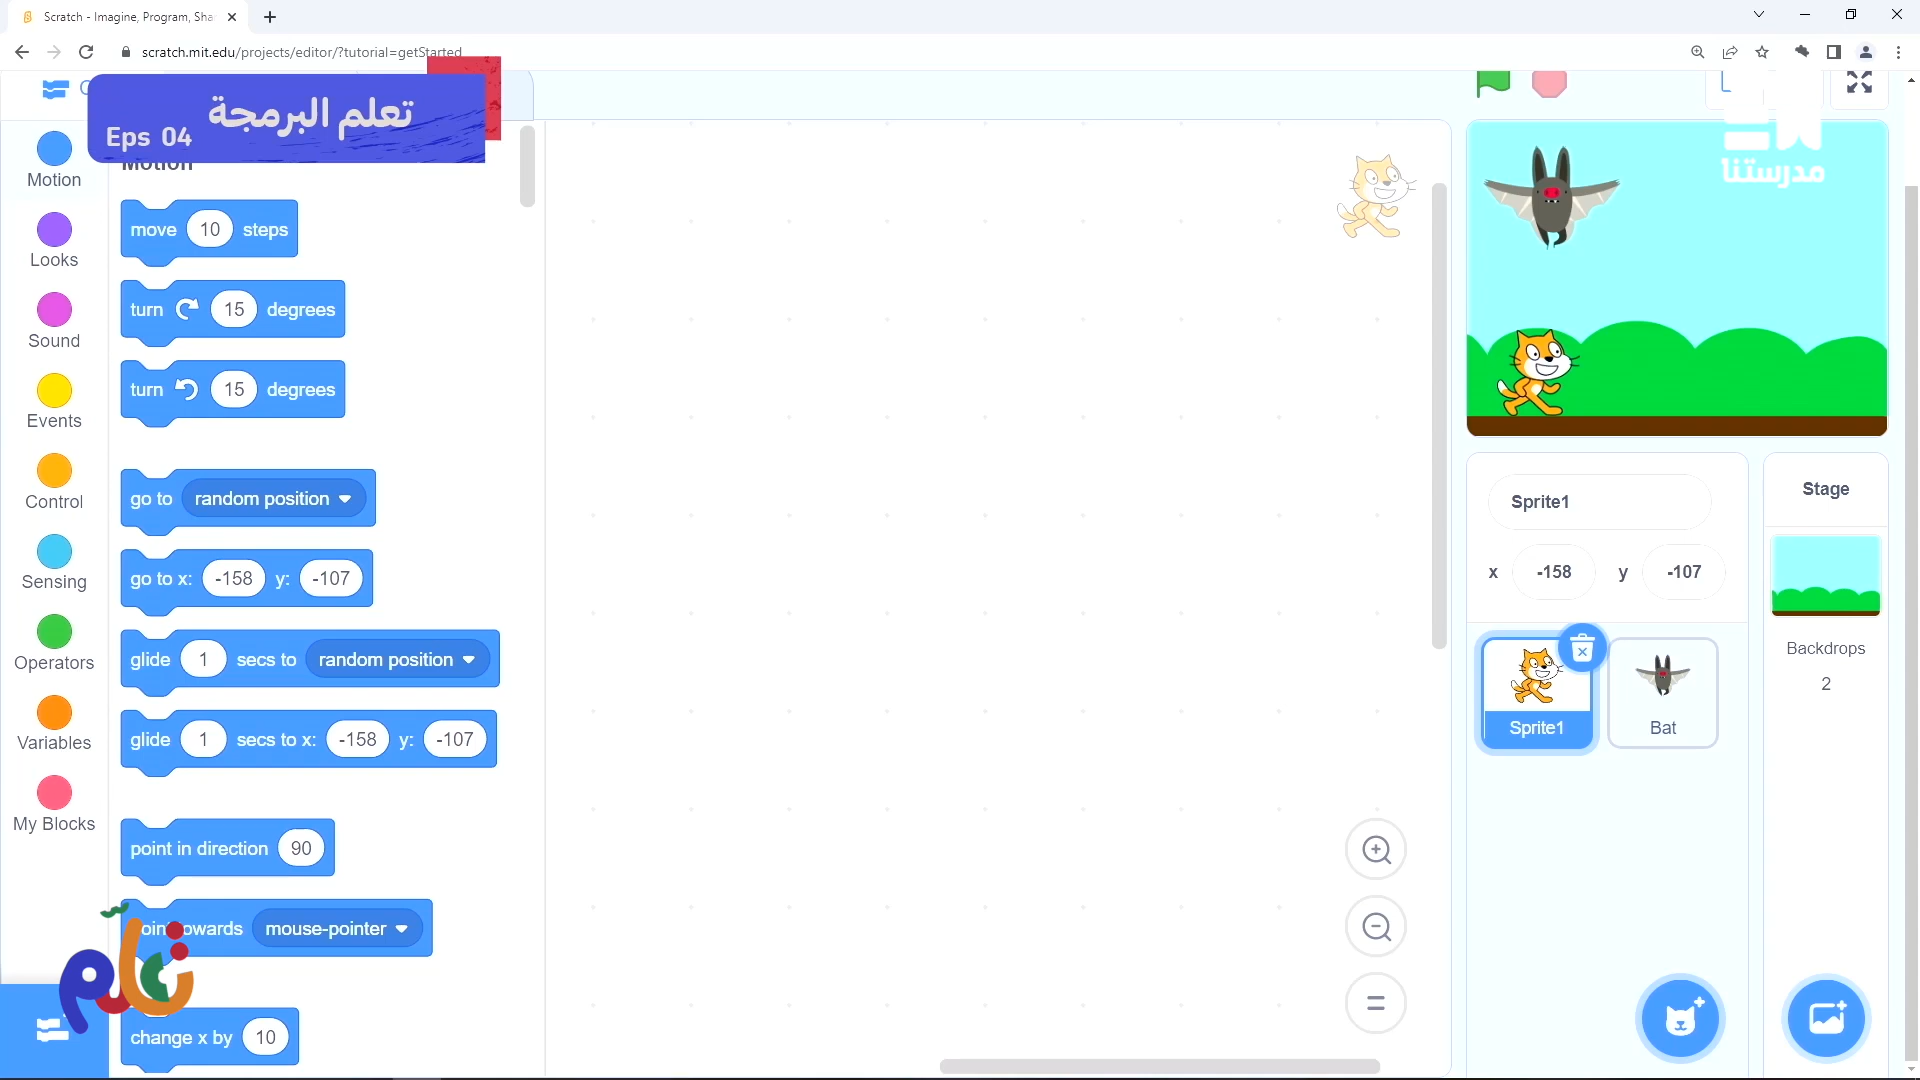 Scratch - Imagine, Program, Sha
scratch.mit.edu/projects/editor/?tutorial=getStarted
تعلم البرمجة
Eps 04
مدرستنا
Motion
Looks
Sound
Events
Control
Sensing
Operators
Variables
My Blocks
Motion
move 10 steps
turn 15 degrees
turn 15 degrees
go to random position
go to x: -158 y: -107
glide 1 secs to random position
glide 1 secs to x: -158 y: -107
point in direction 90
point towards mouse-pointer
change x by 10
Sprite1
x -158 y -107
Sprite1
Bat
Stage
Backdrops
2